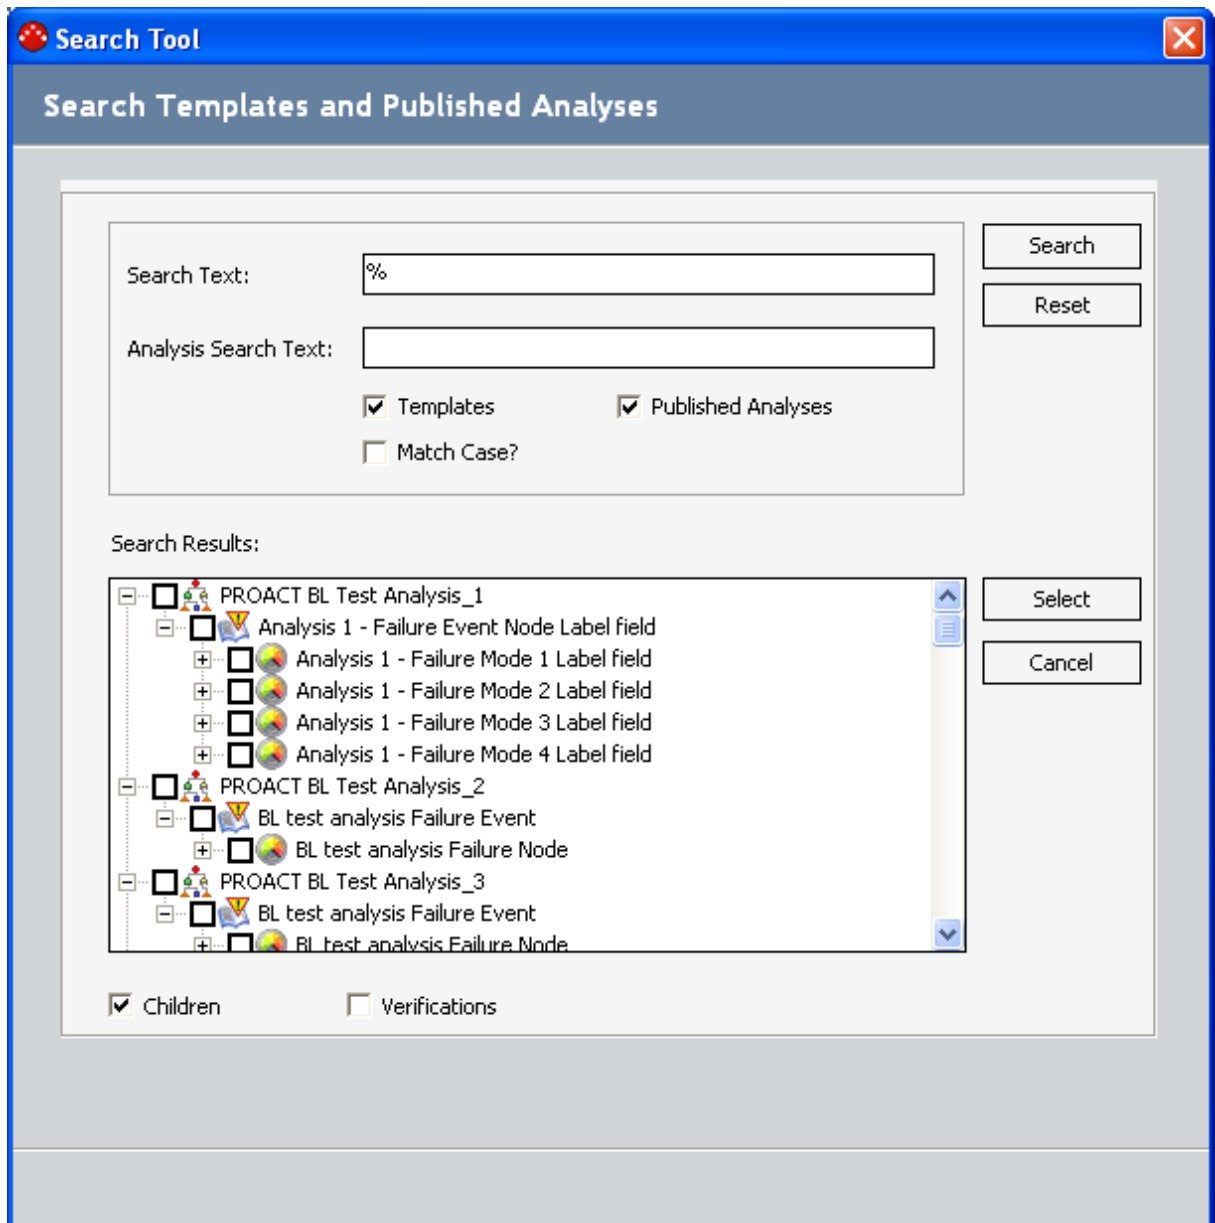 Search Tool
Search Templates and Published Analyses
Search Text:
%
Search
Reset
Analysis Search Text:
Templates
Published Analyses
Match Case?
Search Results:
PROACT BL Test Analysis_1
Analysis 1 - Failure Event Node Label field
Analysis 1 - Failure Mode 1 Label field
Analysis 1 - Failure Mode 2 Label field
Analysis 1 - Failure Mode 3 Label field
Analysis 1 - Failure Mode 4 Label field
PROACT BL Test Analysis_2
BL test analysis Failure Event
BL test analysis Failure Node
PROACT BL Test Analysis_3
BL test analysis Failure Event
BL test analysis Failure Node
Select
Cancel
Children
Verifications